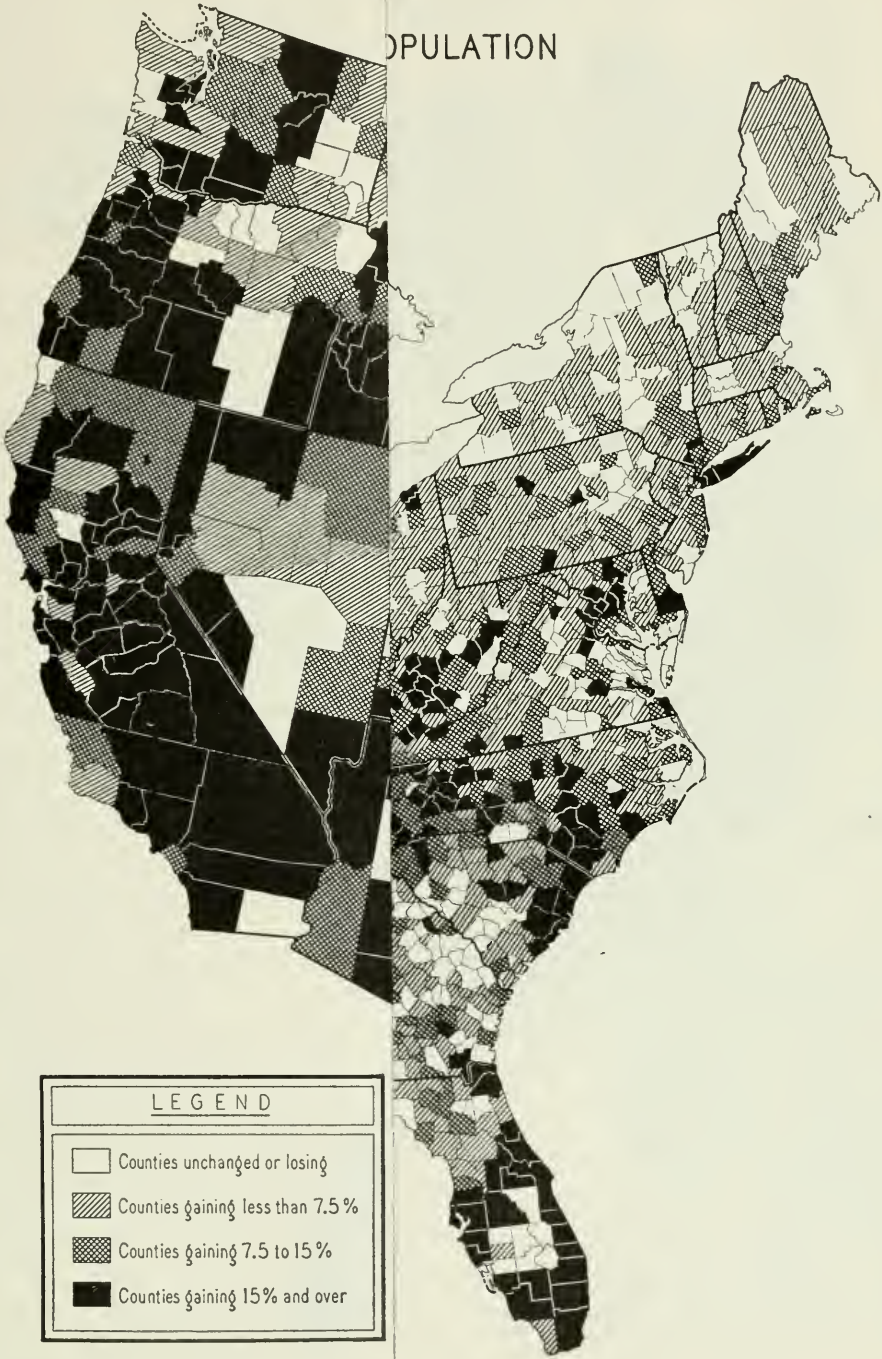 OPULATION
LEGEND
Counties unchanged or losing
Counties gaining less than 7.5%
Counties gaining 7.5 to 15%
Counties gaining 15% and over